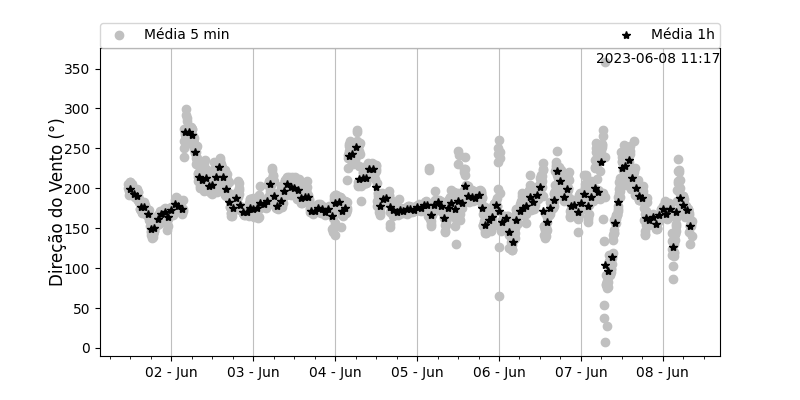 Média 5 min
Média 1h
2023-06-08 11:17
Direção do Vento (°)
350
300
250
200
150
100
50
0
02 - Jun
03 - Jun
04 - Jun
05 - Jun
06 - Jun
07 - Jun
08 - Jun